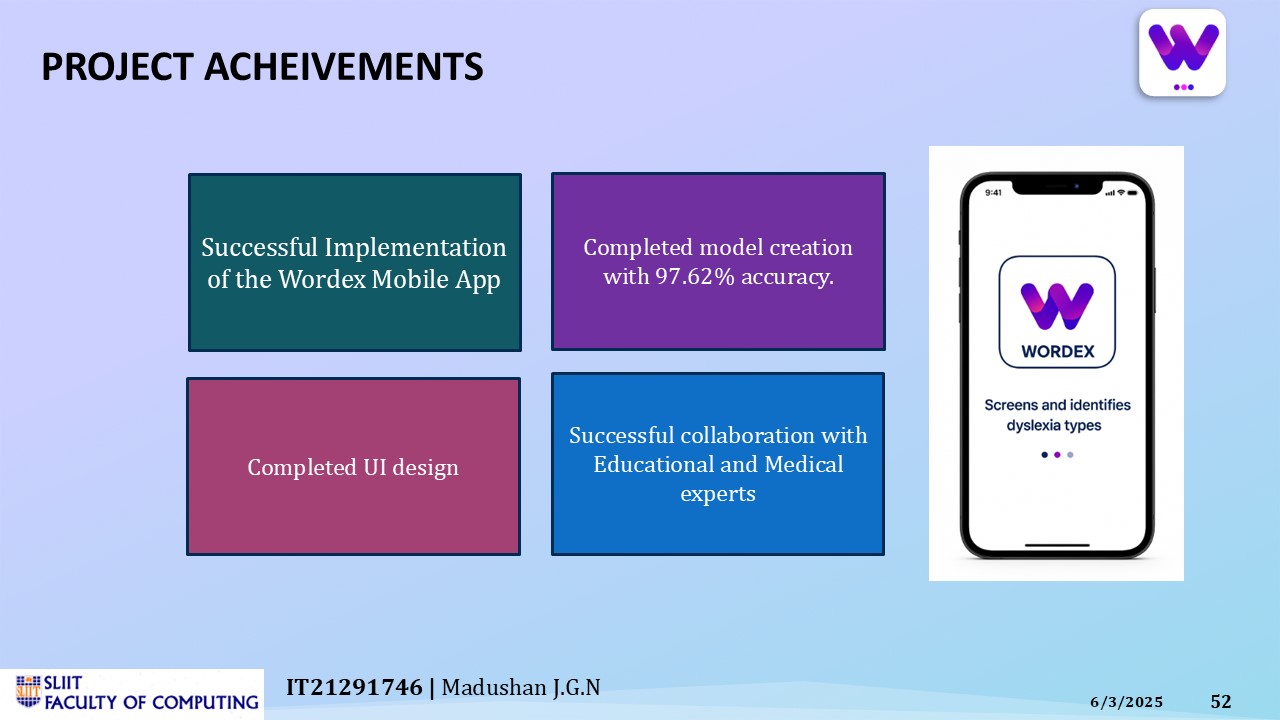 PROJECT ACHEIVEMENTS
Successful Implementation
of the Wordex Mobile App
Completed model creation
with 97.62% accuracy.
Completed UI design
Successful collaboration with
Educational and Medical
experts
9:41
W
WORDEX
Screens and identifies
dyslexia types
SLIIT
SLIIT
FACULTY OF COMPUTING
IT21291746 | Madushan J.G.N
6/3/2025
52